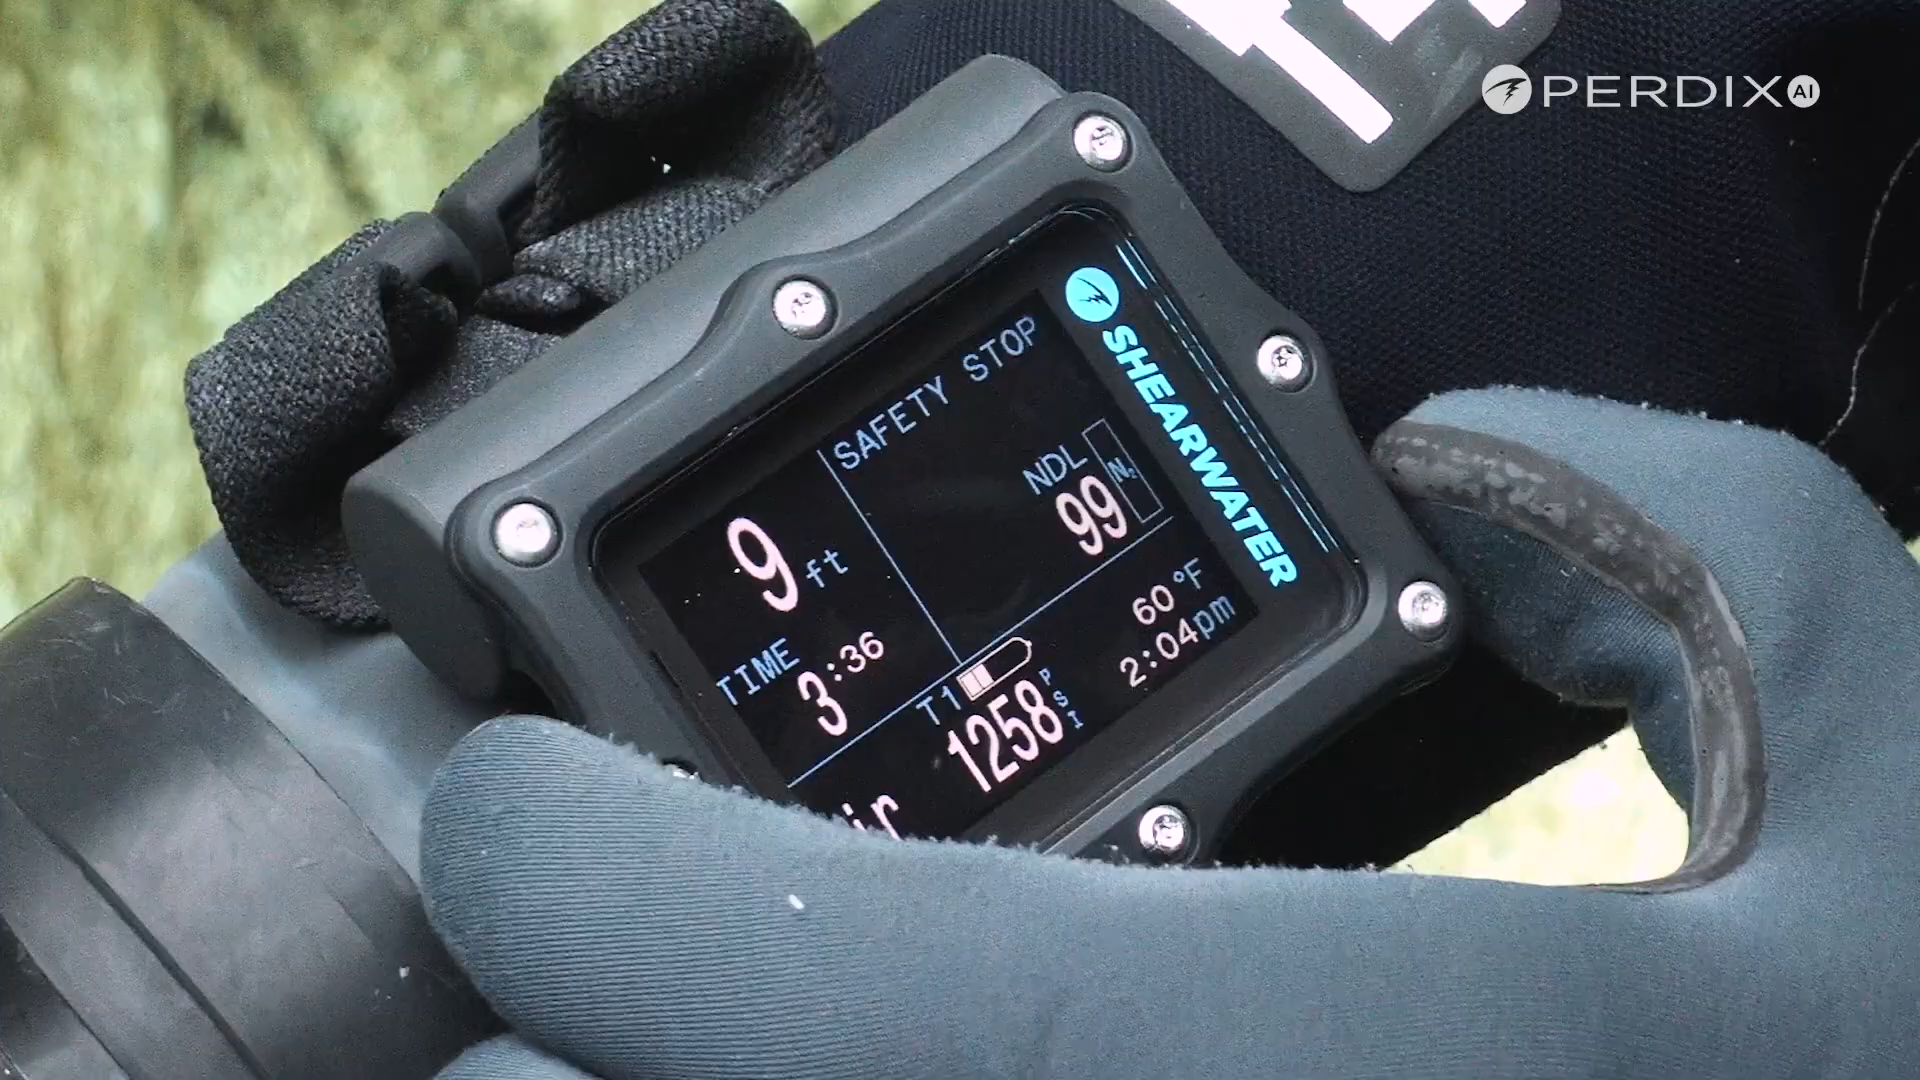 PERDIX AI
SHEARWATER
SAFETY STOP
9 ft
NDL
99
N₂
TIME
3:36
T1
1258 PSI
60 °F
2:04pm